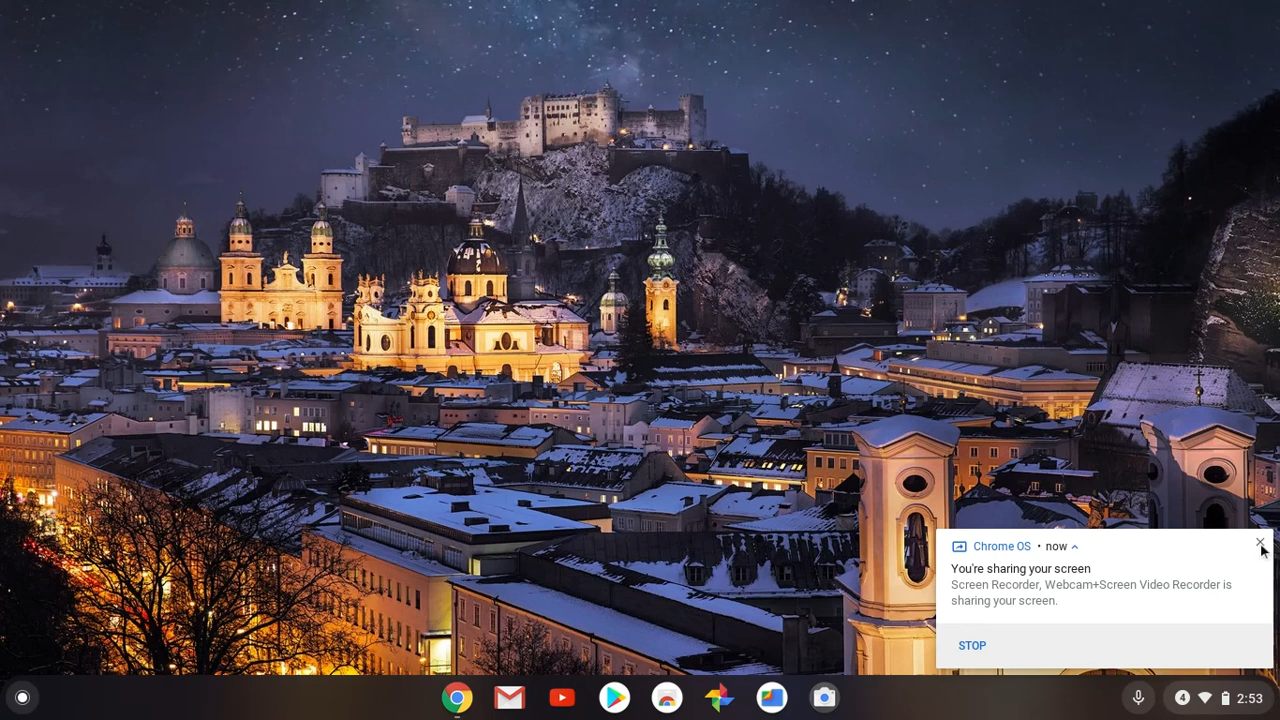 Chrome OS • now
You're sharing your screen
Screen Recorder, Webcam+Screen Video Recorder is
sharing your screen.
STOP
4 2:53